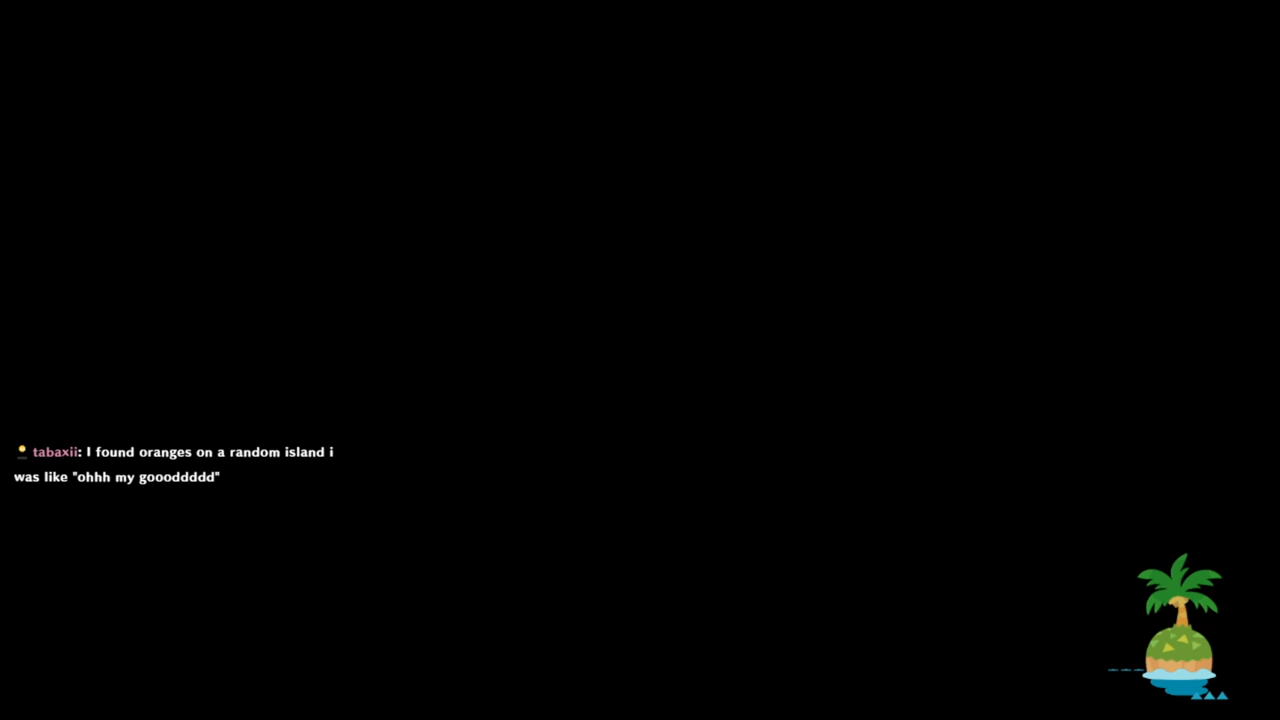 tabaxii: I found oranges on a random island i
was like "ohhh my goooddddd"